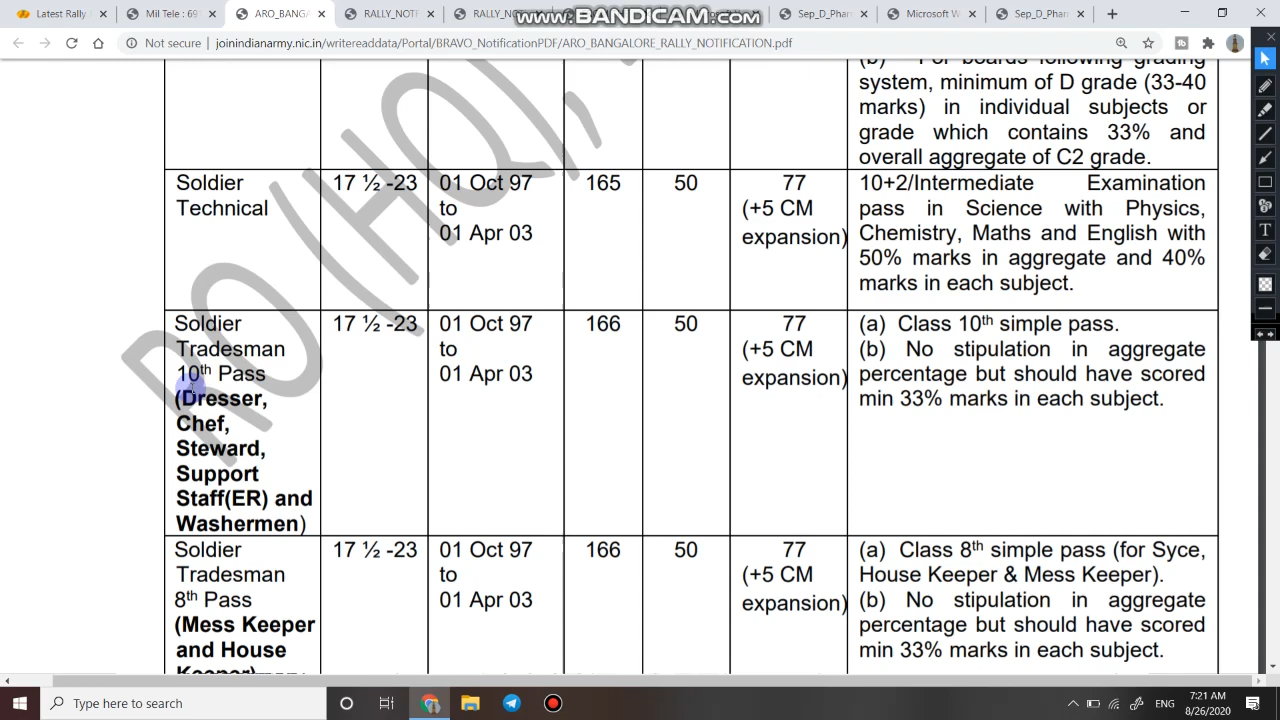 Latest Rally
Mil Tele : 69
ARO_BANGA
RALLY_NOT
RALLY_N
www.BANDICAM.com
Sep_D_Phar
Microsoft W
Sep_D_Phar
Not secure
joinindianarmy.nic.in/writereaddata/Portal/BRAVO_NotificationPDF/ARO_BANGALORE_RALLY_NOTIFICATION.pdf
RO (HQ),
(b) For boards following grading
system, minimum of D grade (33-40
marks) in individual subjects or
grade which contains 33% and
overall aggregate of C2 grade.
Soldier
Technical
17 ½ -23
01 Oct 97
to
01 Apr 03
165
50
77
(+5 CM
expansion)
10+2/Intermediate Examination
pass in Science with Physics,
Chemistry, Maths and English with
50% marks in aggregate and 40%
marks in each subject.
Soldier
Tradesman
10th Pass
(Dresser,
Chef,
Steward,
Support
Staff(ER) and
Washermen)
17 ½ -23
01 Oct 97
to
01 Apr 03
166
50
77
(+5 CM
expansion)
(a) Class 10th simple pass.
(b) No stipulation in aggregate
percentage but should have scored
min 33% marks in each subject.
Soldier
Tradesman
8th Pass
(Mess Keeper
and House
Keeper)
17 ½ -23
01 Oct 97
to
01 Apr 03
166
50
77
(+5 CM
expansion)
(a) Class 8th simple pass (for Syce,
House Keeper & Mess Keeper).
(b) No stipulation in aggregate
percentage but should have scored
min 33% marks in each subject.
Type here to search
ENG
7:21 AM
8/26/2020